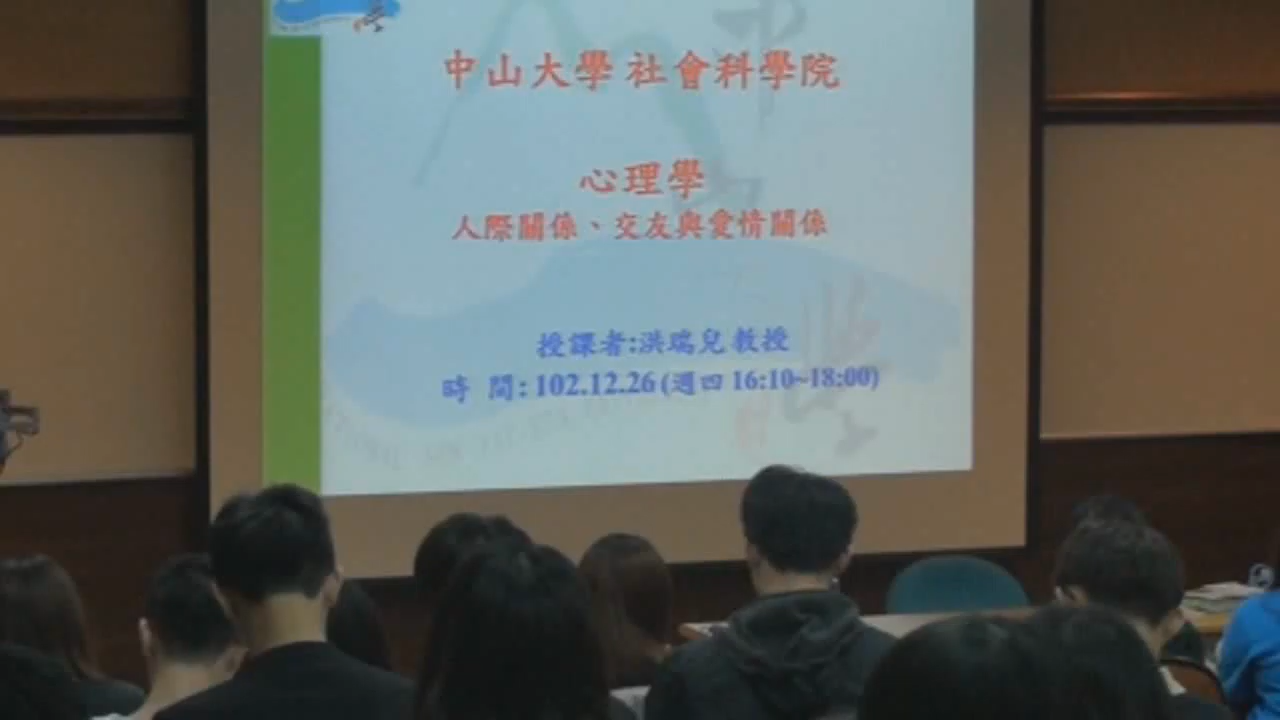 中山大學 社會科學院
心理學
人際關係、交友與愛情關係
授課者:洪瑞兒 教授
時 間: 102.12.26 (週四 16:10~18:00)